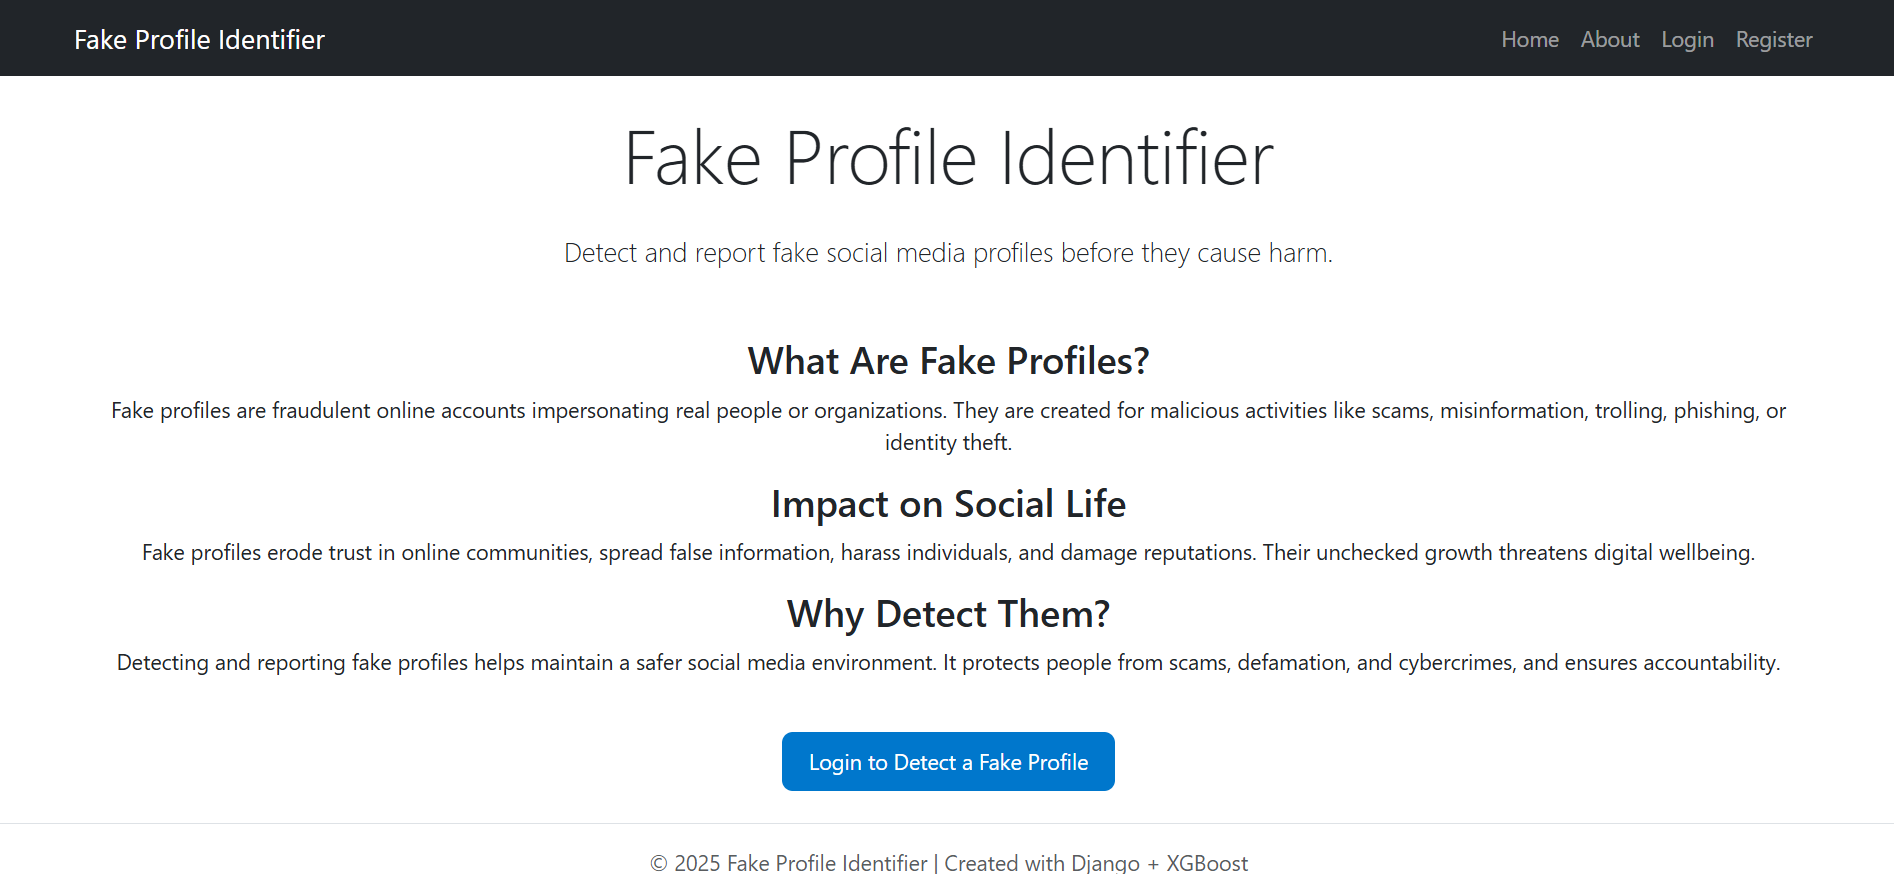 Fake Profile Identifier
Home About Login Register
Fake Profile Identifier
Detect and report fake social media profiles before they cause harm.
What Are Fake Profiles?
Fake profiles are fraudulent online accounts impersonating real people or organizations. They are created for malicious activities like scams, misinformation, trolling, phishing, or
identity theft.
Impact on Social Life
Fake profiles erode trust in online communities, spread false information, harass individuals, and damage reputations. Their unchecked growth threatens digital wellbeing.
Why Detect Them?
Detecting and reporting fake profiles helps maintain a safer social media environment. It protects people from scams, defamation, and cybercrimes, and ensures accountability.
Login to Detect a Fake Profile
© 2025 Fake Profile Identifier | Created with Django + XGBoost